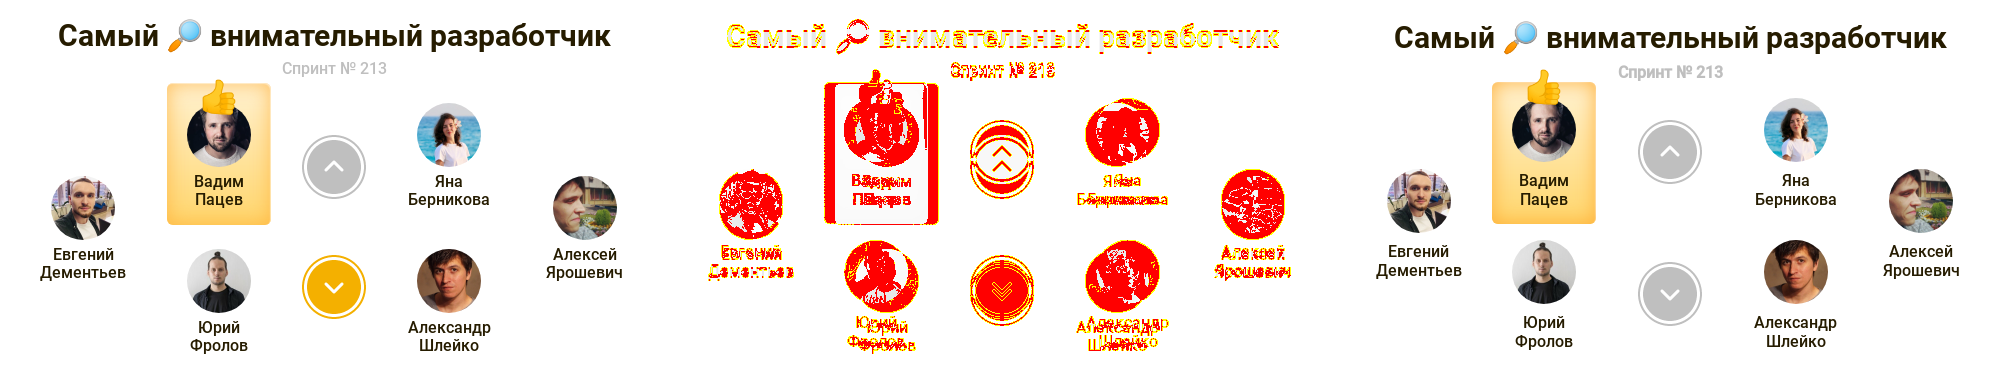 Самый 🔎 внимательный разработчик
Спринт № 213
Вадим
Пацев
Яна
Берникова
Евгений
Дементьев
Алексей
Ярошевич
Юрий
Фролов
Александр
Шлейко
Самый 🔎 внимательный разработчик
Спринт № 213
Вадим
Пацев
Яна
Берникова
Евгений
Дементьев
Алексей
Ярошевич
Юрий
Фролов
Александр
Шлейко
Самый 🔎 внимательный разработчик
Спринт № 213
Вадим
Пацев
Яна
Берникова
Евгений
Дементьев
Алексей
Ярошевич
Юрий
Фролов
Александр
Шлейко